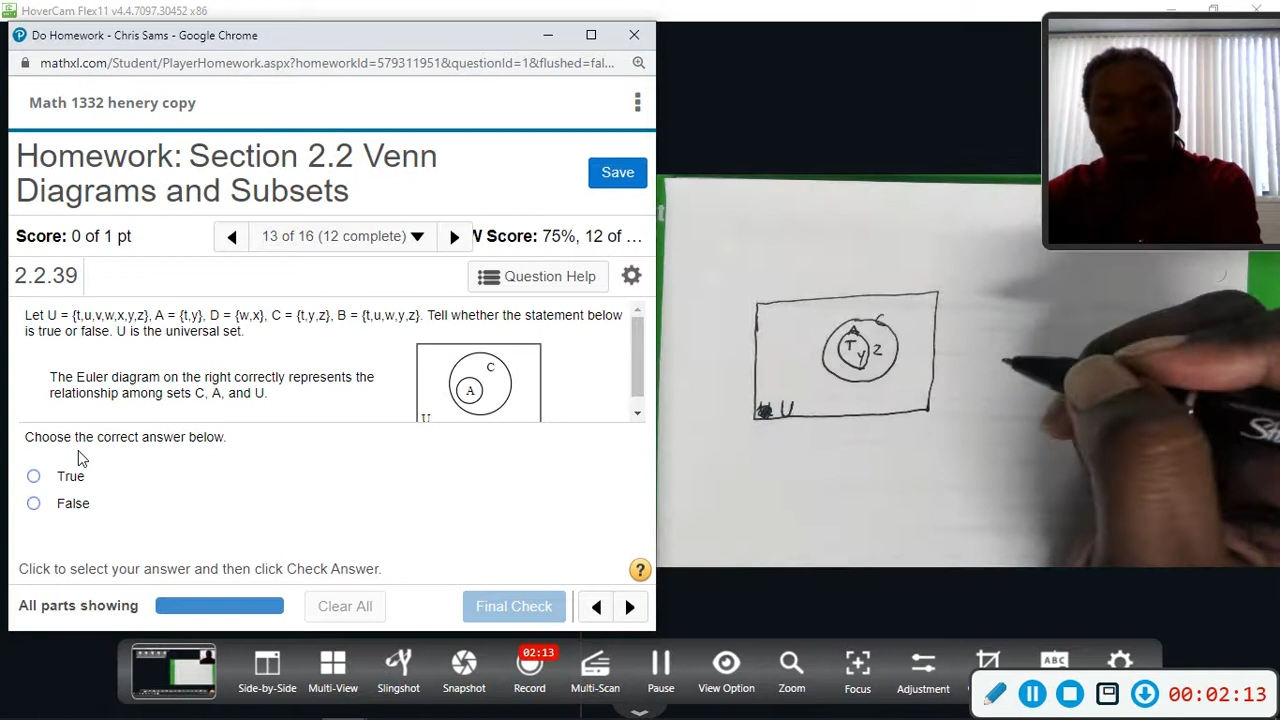 HoverCam Flex11 v4.4.7097.30452 x86
Do Homework - Chris Sams - Google Chrome
mathxl.com/Student/PlayerHomework.aspx?homeworkId=579311951&questionId=1&flushed=fal...
Math 1332 henery copy
Homework: Section 2.2 Venn
Diagrams and Subsets
Save
Score: 0 of 1 pt
13 of 16 (12 complete)
W Score: 75%, 12 of ...
2.2.39
Question Help
Let U = {t,u,v,w,x,y,z}, A = {t,y}, D = {w,x}, C = {t,y,z}, B = {t,u,w,y,z}. Tell whether the statement below
is true or false. U is the universal set.
The Euler diagram on the right correctly represents the
relationship among sets C, A, and U.
C
A
U
Choose the correct answer below.
True
False
Click to select your answer and then click Check Answer.
?
All parts showing
Clear All
Final Check
C
A
T
y
z
U
Sh
Side-by-Side
Multi-View
Slingshot
Snapshot
02:13
Record
Multi-Scan
Pause
View Option
Zoom
Focus
Adjustment
ABC
00:02:13